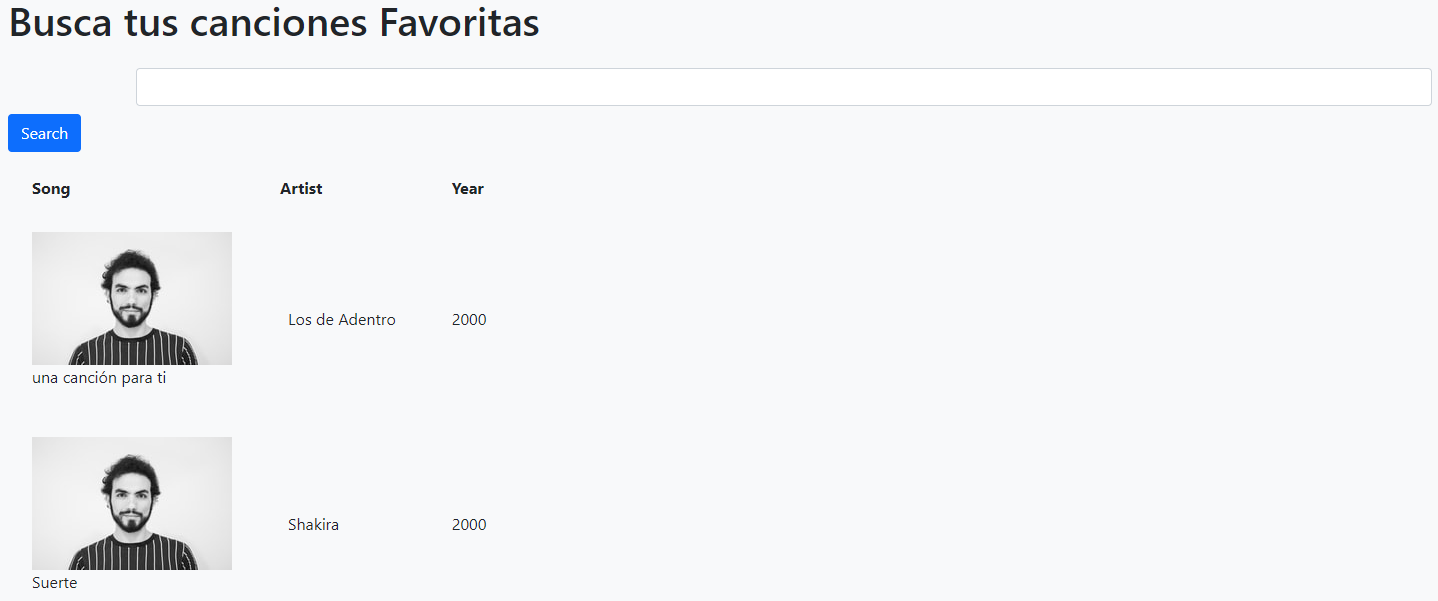 Busca tus canciones Favoritas
Search
Song Artist Year
Los de Adentro 2000
una canción para ti
Shakira 2000
Suerte